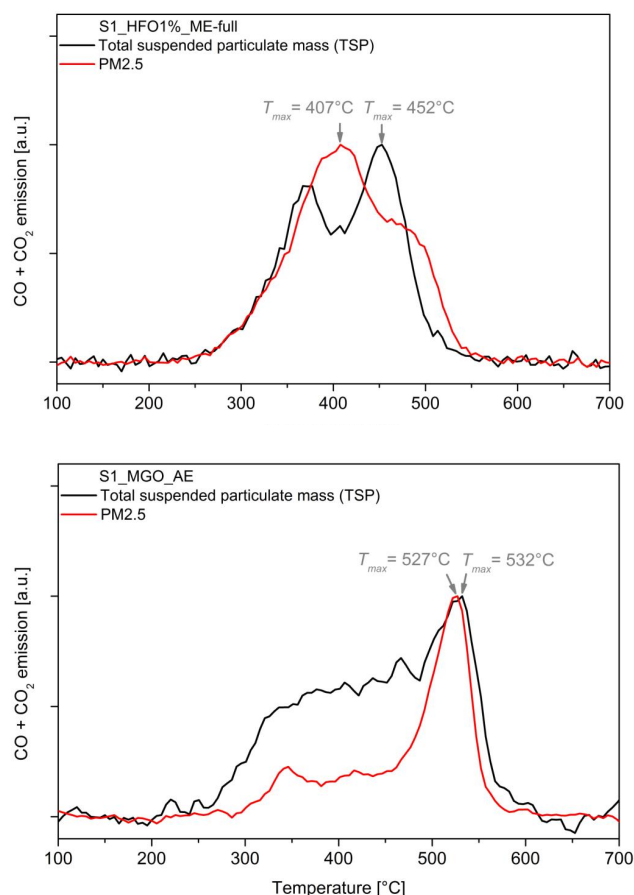 S1_HFO1%_ME-full
Total suspended particulate mass (TSP)
PM2.5
Tmax = 407°C Tmax = 452°C
CO + CO2 emission [a.u.]
100 200 300 400 500 600 700
S1_MGO_AE
Total suspended particulate mass (TSP)
PM2.5
Tmax = 527°C Tmax = 532°C
CO + CO2 emission [a.u.]
100 200 300 400 500 600 700
Temperature [°C]